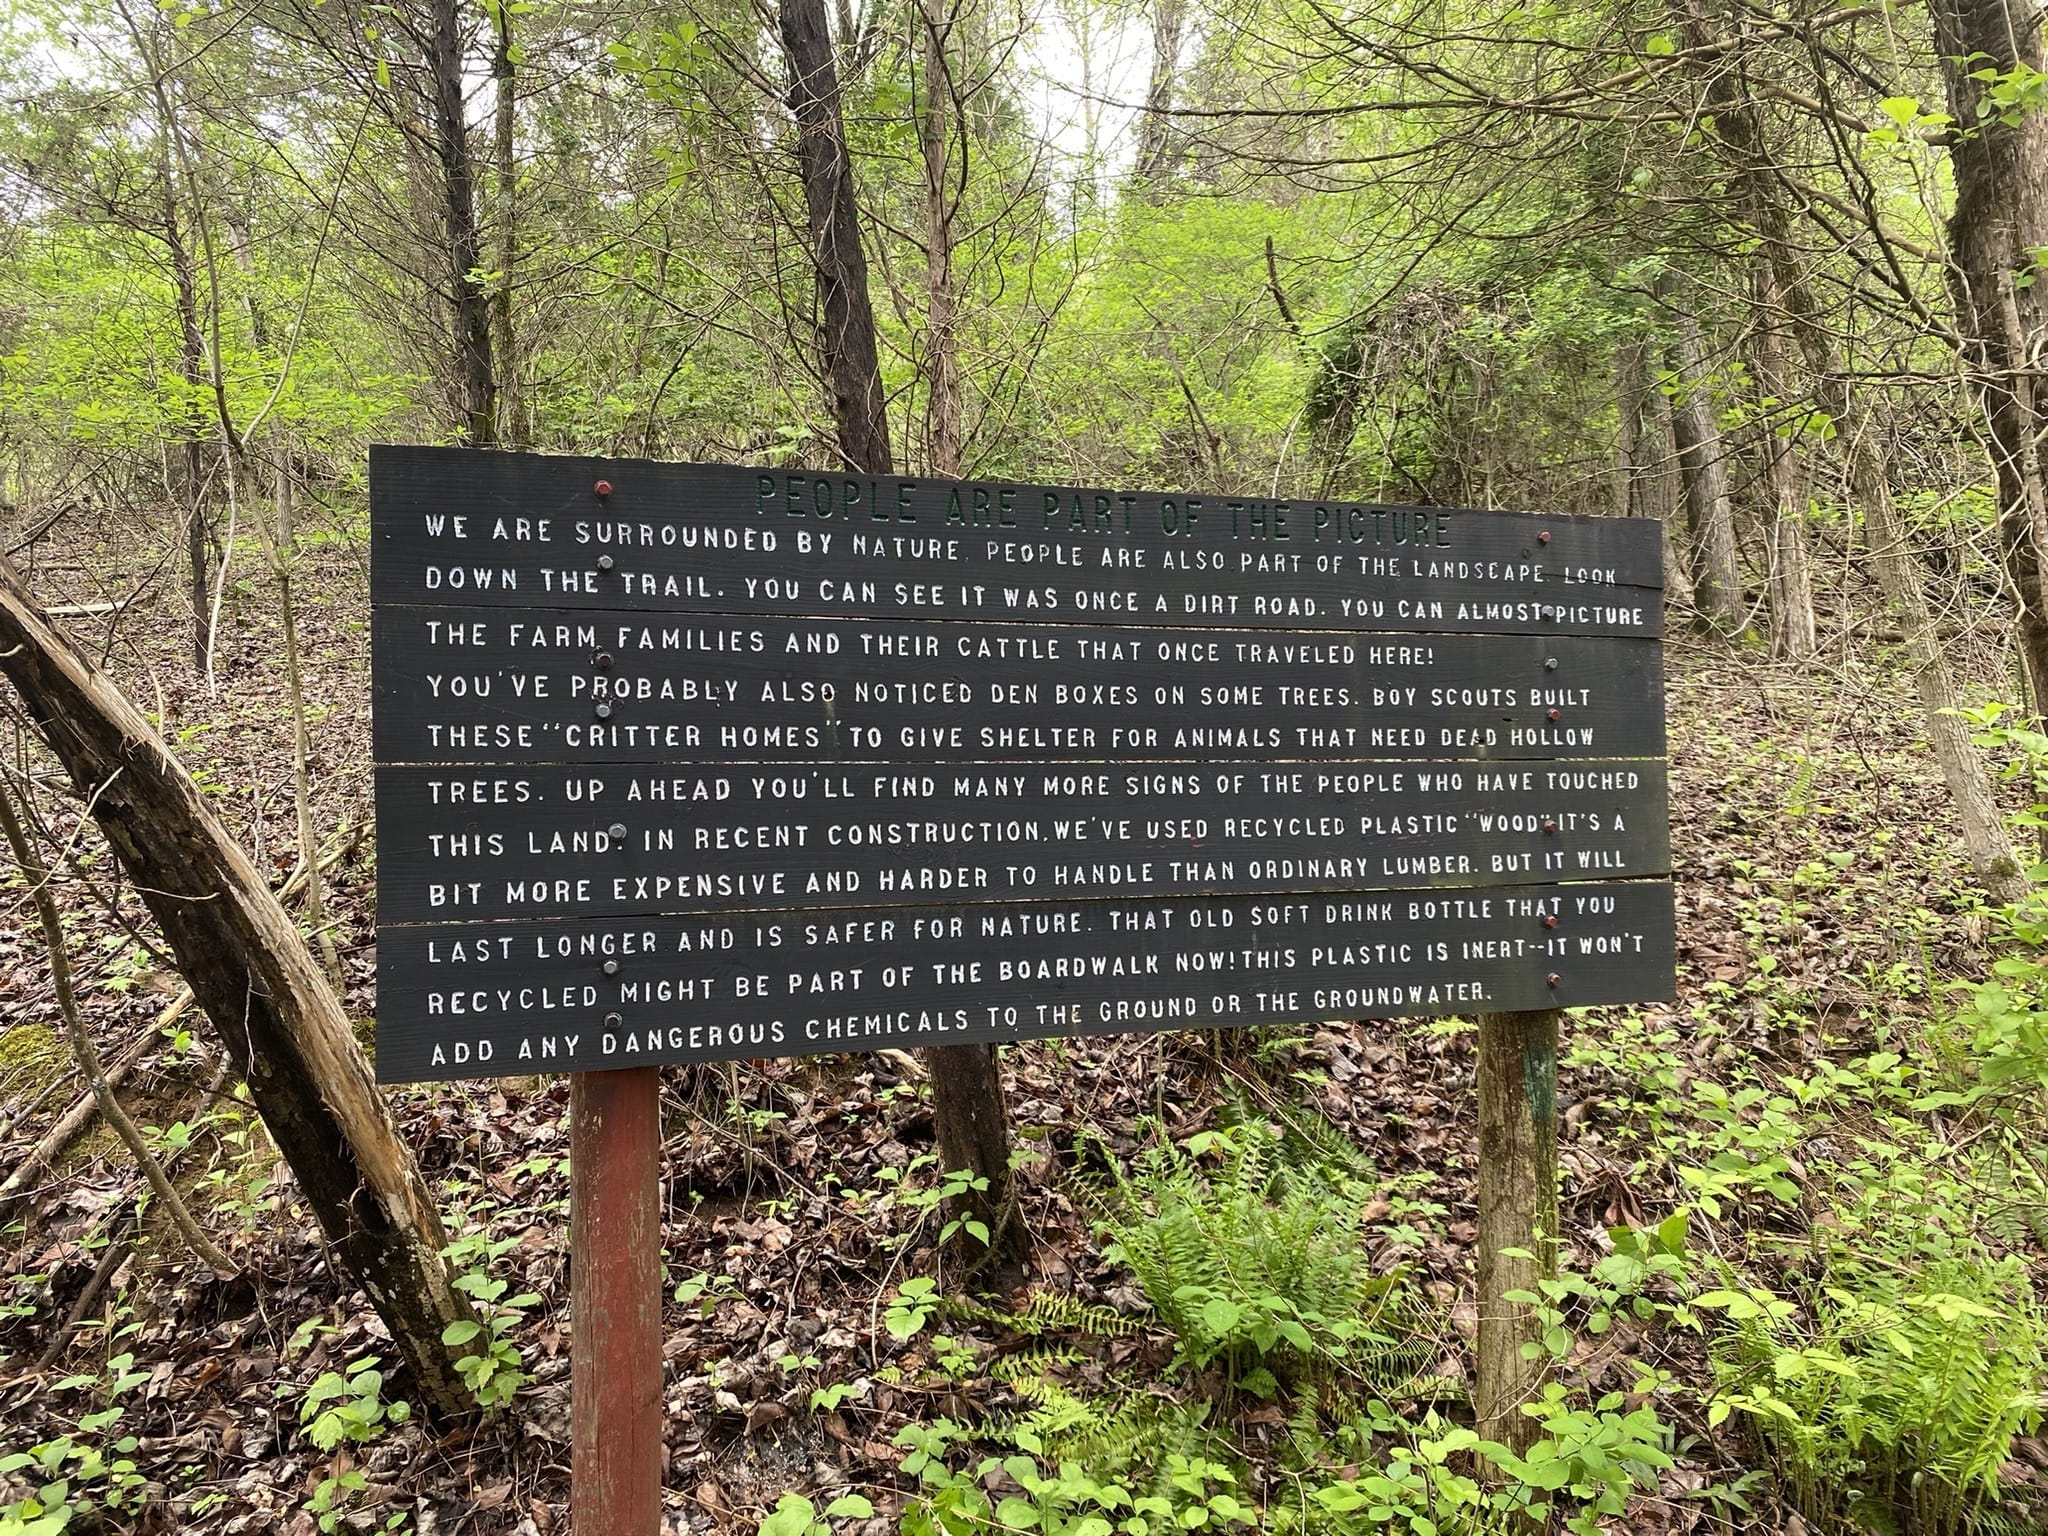 PEOPLE ARE PART OF THE PICTURE
WE ARE SURROUNDED BY NATURE. PEOPLE ARE ALSO PART OF THE LANDSCAPE. LOOK
DOWN THE TRAIL. YOU CAN SEE IT WAS ONCE A DIRT ROAD. YOU CAN ALMOST PICTURE
THE FARM FAMILIES AND THEIR CATTLE THAT ONCE TRAVELED HERE!
YOU'VE PROBABLY ALSO NOTICED DEN BOXES ON SOME TREES. BOY SCOUTS BUILT
THESE "CRITTER HOMES" TO GIVE SHELTER FOR ANIMALS THAT NEED DEAD HOLLOW
TREES. UP AHEAD YOU'LL FIND MANY MORE SIGNS OF THE PEOPLE WHO HAVE TOUCHED
THIS LAND. IN RECENT CONSTRUCTION, WE'VE USED RECYCLED PLASTIC "WOOD". IT'S A
BIT MORE EXPENSIVE AND HARDER TO HANDLE THAN ORDINARY LUMBER. BUT IT WILL
LAST LONGER AND IS SAFER FOR NATURE. THAT OLD SOFT DRINK BOTTLE THAT YOU
RECYCLED MIGHT BE PART OF THE BOARDWALK NOW! THIS PLASTIC IS INERT--IT WON'T
ADD ANY DANGEROUS CHEMICALS TO THE GROUND OR THE GROUNDWATER.